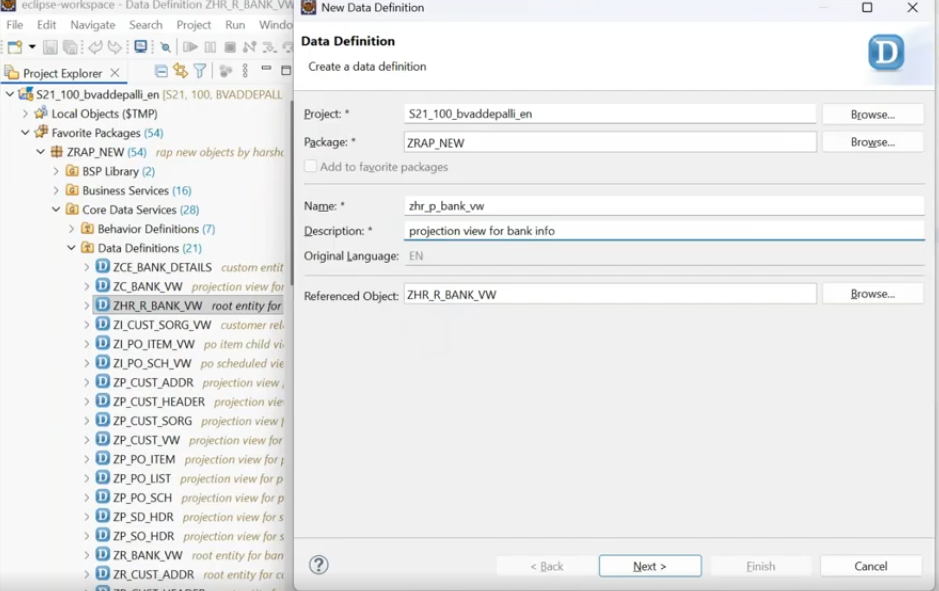 eclipse-workspace - Data Definition ZHR_R_BANK_VW
File Edit Navigate Search Project Run Windo
Project Explorer
S21_100_bvaddepalli_en [S21, 100, BVADDEPALL
Local Objects ($TMP)
Favorite Packages (54)
ZRAP_NEW (54) rap new objects by harsh
BSP Library (2)
Business Services (16)
Core Data Services (28)
Behavior Definitions (7)
Data Definitions (21)
ZCE_BANK_DETAILS custom entit
ZC_BANK_VW projection view fo
ZHR_R_BANK_VW root entity for
ZI_CUST_SORG_VW customer rel
ZI_PO_ITEM_VW po item child vi
ZI_PO_SCH_VW po scheduled vie
ZP_CUST_ADDR projection view
ZP_CUST_HEADER projection vie
ZP_CUST_SORG projection view
ZP_CUST_VW projection view for
ZP_PO_ITEM projection view for p
ZP_PO_LIST projection view for p
ZP_PO_SCH projection view for p
ZP_SD_HDR projection view for s
ZP_SO_HDR projection view for s
ZR_BANK_VW root entity for ban
ZR_CUST_ADDR root entity for cu
New Data Definition
Data Definition
Create a data definition
D
Project: * S21_100_bvaddepalli_en Browse...
Package: * ZRAP_NEW Browse...
Add to favorite packages
Name: * zhr_p_bank_vw
Description: * projection view for bank info
Original Language: EN
Referenced Object: ZHR_R_BANK_VW Browse...
? < Back Next > Finish Cancel